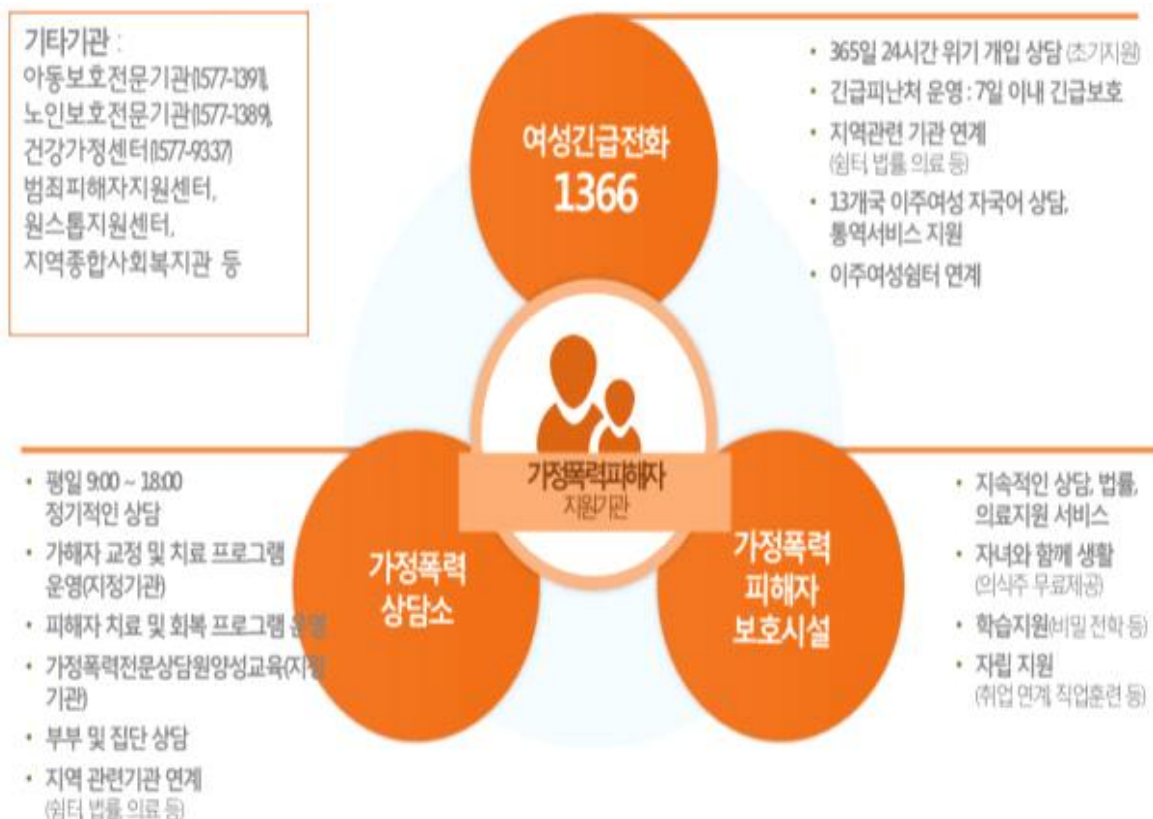 기타기관 :
아동보호전문기관(1577-1391),
노인보호전문기관(1577-1389),
건강가정센터(1577-9337)
범죄피해자지원센터,
원스톱지원센터,
지역종합사회복지관 등
여성긴급전화
1366
• 365일 24시간 위기 개입 상담 (초기지원)
• 긴급피난처 운영 : 7일 이내 긴급보호
• 지역관련 기관 연계
(쉼터, 법률, 의료 등)
• 13개국 이주여성 자국어 상담,
통역서비스 지원
• 이주여성쉼터 연계
가정폭력피해자
지원기관
• 평일 9:00 ~ 18:00
정기적인 상담
• 가해자 교정 및 치료 프로그램
운영(지정기관)
• 피해자 치료 및 회복 프로그램 운영
• 가정폭력전문상담원양성교육(지정
기관)
• 부부 및 집단 상담
• 지역 관련기관 연계
(쉼터, 법률, 의료 등)
가정폭력
상담소
가정폭력
피해자
보호시설
• 지속적인 상담, 법률,
의료지원 서비스
• 자녀와 함께 생활
(의식주 무료제공)
• 학습지원(비밀 전학 등)
• 자립 지원
(취업 연계, 직업훈련 등)